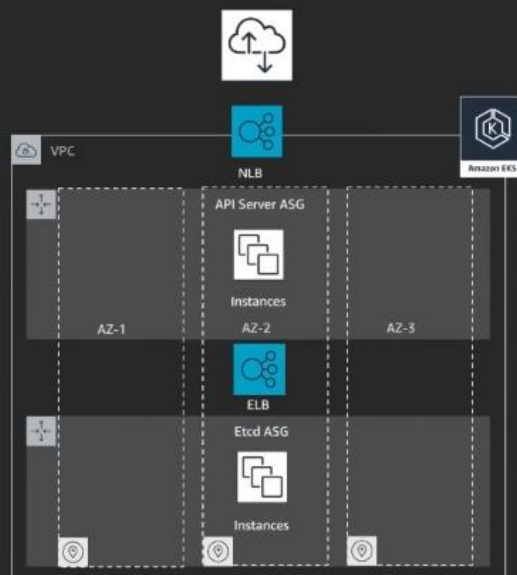 NLB
Amazon EKS
VPC
API Server ASG
Instances
AZ-1
AZ-2
AZ-3
ELB
Etcd ASG
Instances